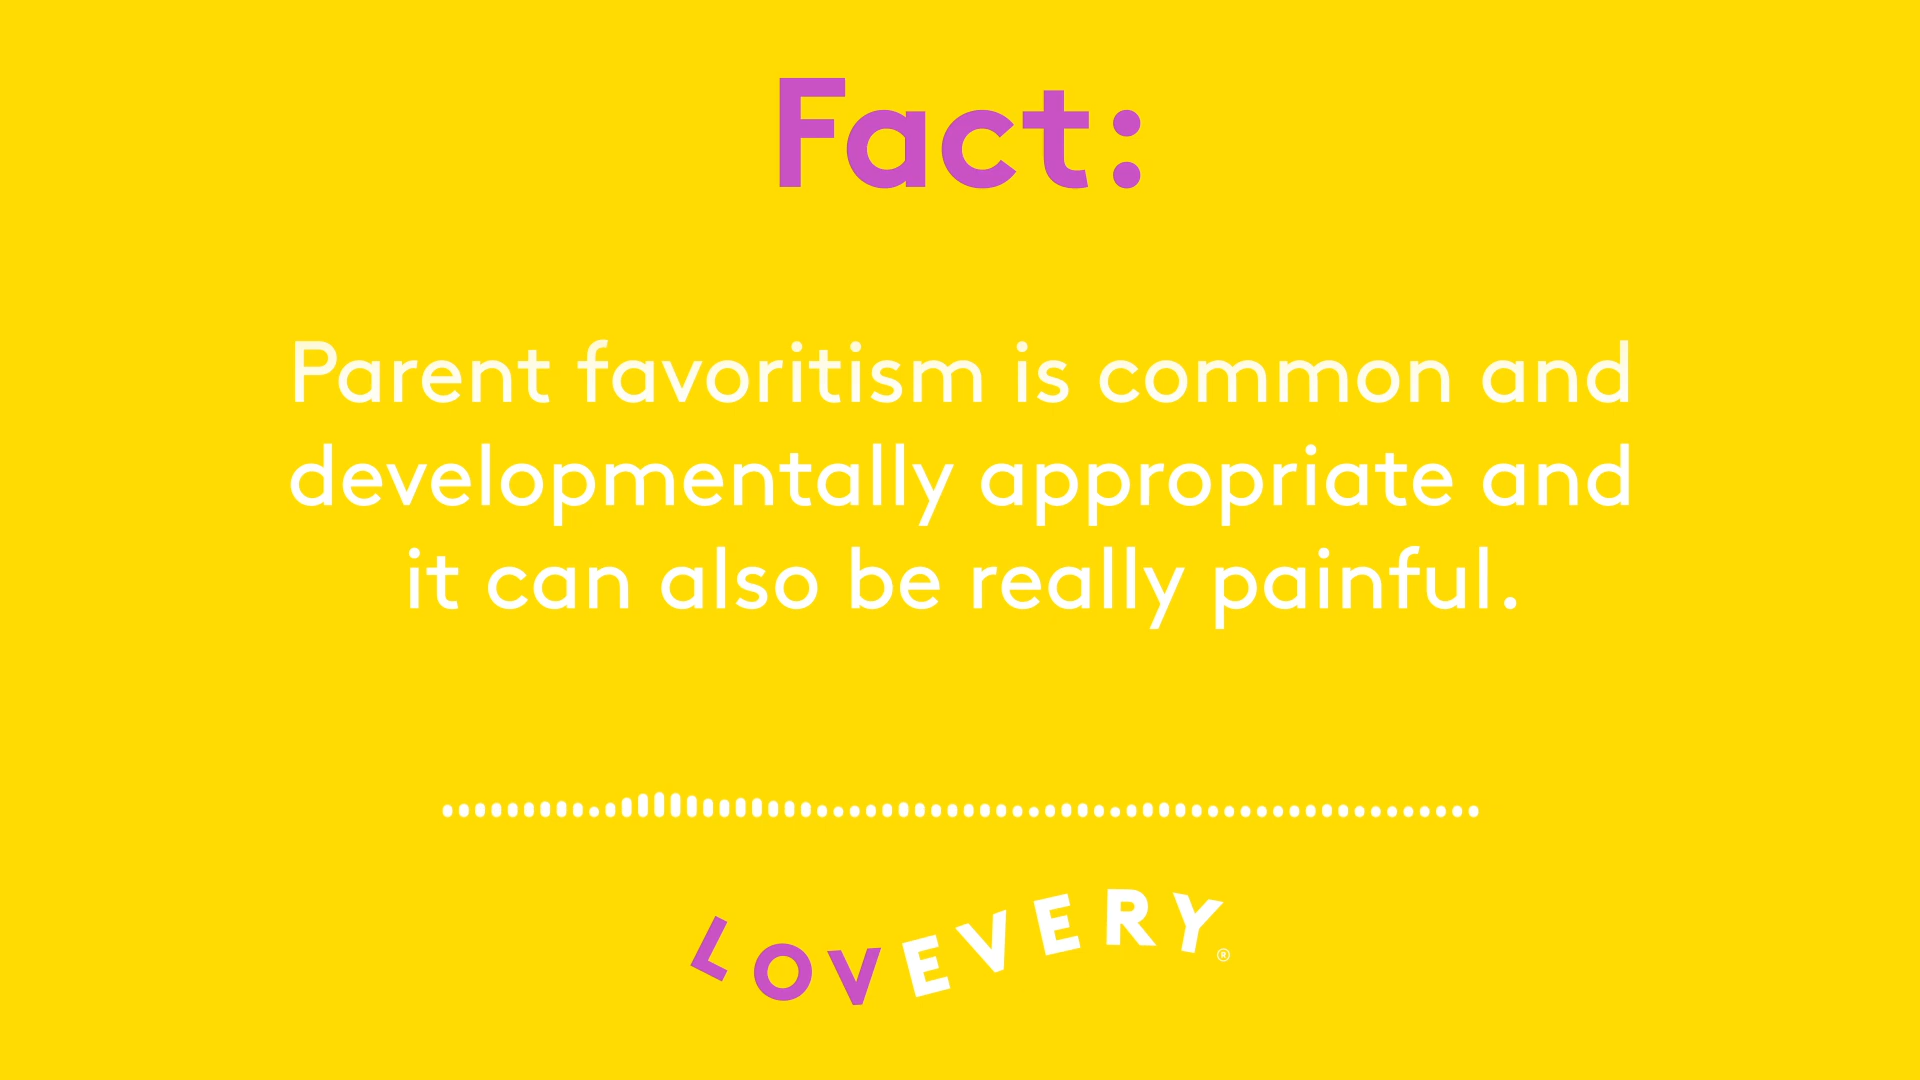 Fact:
Parent favoritism is common and
developmentally appropriate and
it can also be really painful.
LOVEVERY®